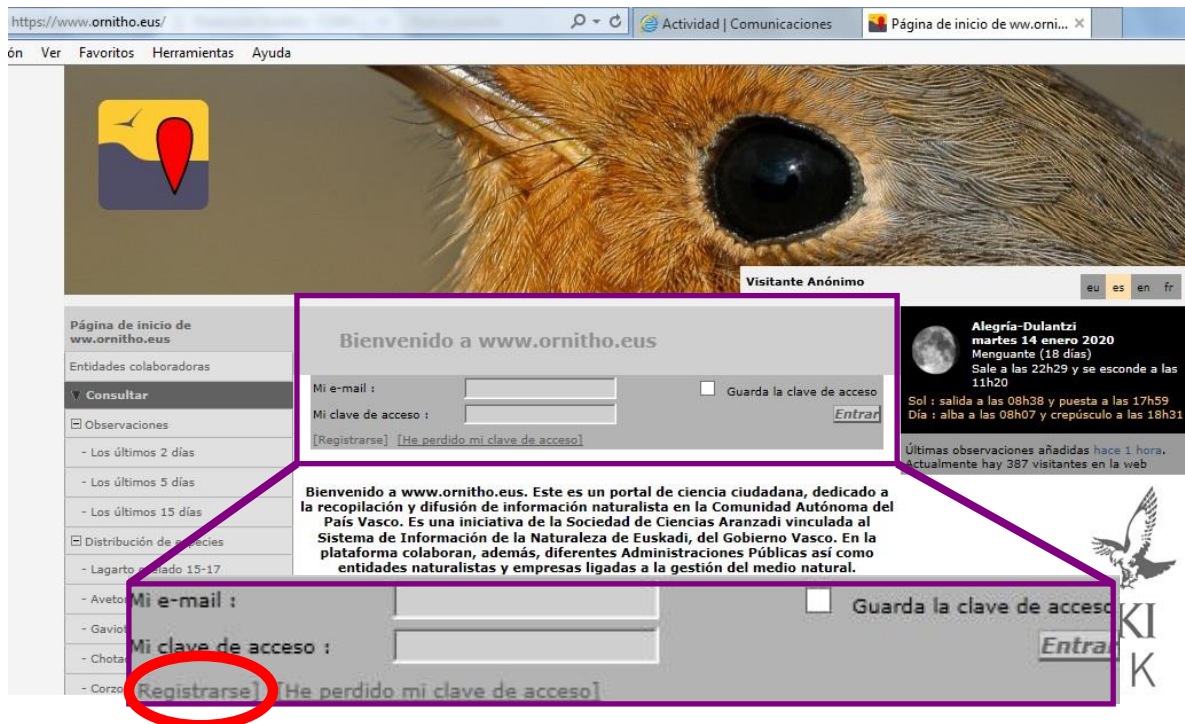 https://www.ornitho.eus/
Actividad | Comunicaciones
Página de inicio de ww.orni...
ón Ver Favoritos Herramientas Ayuda
Visitante Anónimo
eu es en fr
Página de inicio de
ww.ornitho.eus
Entidades colaboradoras
Consultar
Observaciones
- Los últimos 2 días
- Los últimos 5 días
- Los últimos 15 días
Distribución de especies
- Lagarto ocelado 15-17
- Aveto
- Gaviot
- Chota
- Corzo
Bienvenido a www.ornitho.eus
Mi e-mail :
Guarda la clave de acceso
Mi clave de acceso :
Entrar
[Registrarse] [He perdido mi clave de acceso]
Bienvenido a www.ornitho.eus. Este es un portal de ciencia ciudadana, dedicado a
la recopilación y difusión de información naturalista en la Comunidad Autónoma del
País Vasco. Es una iniciativa de la Sociedad de Ciencias Aranzadi vinculada al
Sistema de Información de la Naturaleza de Euskadi, del Gobierno Vasco. En la
plataforma colaboran, además, diferentes Administraciones Públicas así como
entidades naturalistas y empresas ligadas a la gestión del medio natural.
Alegría-Dulantzi
martes 14 enero 2020
Menguante (18 días)
Sale a las 22h29 y se esconde a las
11h20
Sol : salida a las 08h38 y puesta a las 17h59
Día : alba a las 08h07 y crepúsculo a las 18h31
Últimas observaciones añadidas hace 1 hora.
Actualmente hay 387 visitantes en la web
Mi e-mail :
Guarda la clave de acceso
Mi clave de acceso :
Entrar
[Registrarse] [He perdido mi clave de acceso]
KI
K